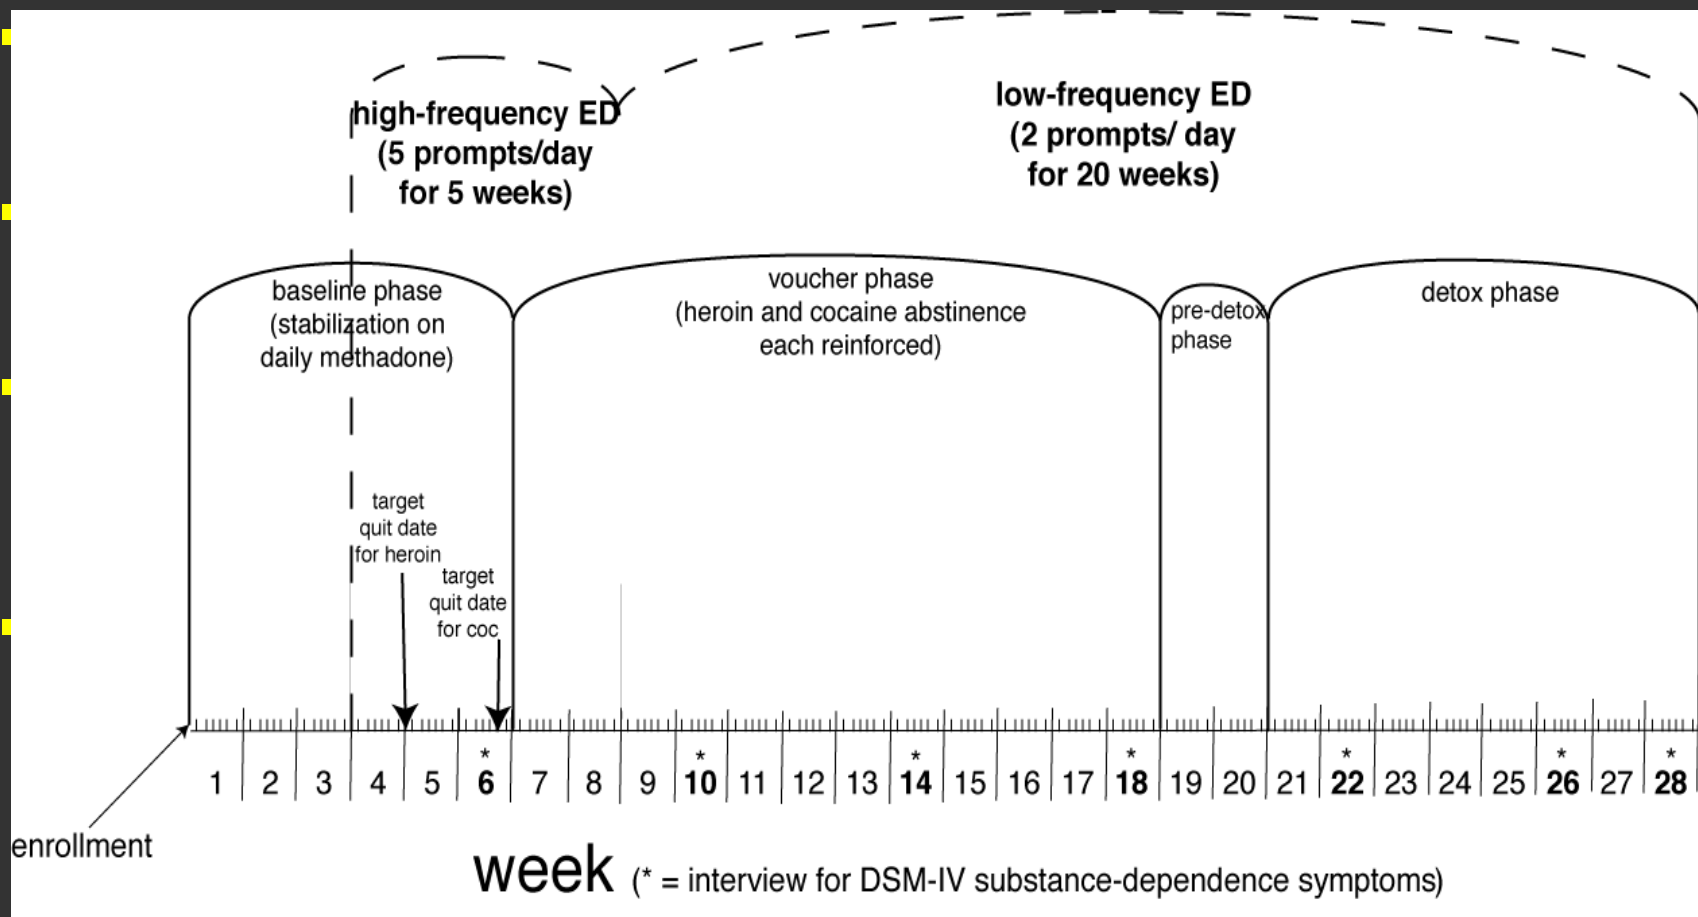 high-frequency ED
(5 prompts/day
for 5 weeks)
low-frequency ED
(2 prompts/ day
for 20 weeks)
baseline phase
(stabilization on
daily methadone)
voucher phase
(heroin and cocaine abstinence
each reinforced)
pre-detox
phase
detox phase
target
quit date
for heroin
target
quit date
for coc
* * * * * * *
1 2 3 4 5 6 7 8 9 10 11 12 13 14 15 16 17 18 19 20 21 22 23 24 25 26 27 28
enrollment
week (* = interview for DSM-IV substance-dependence symptoms)